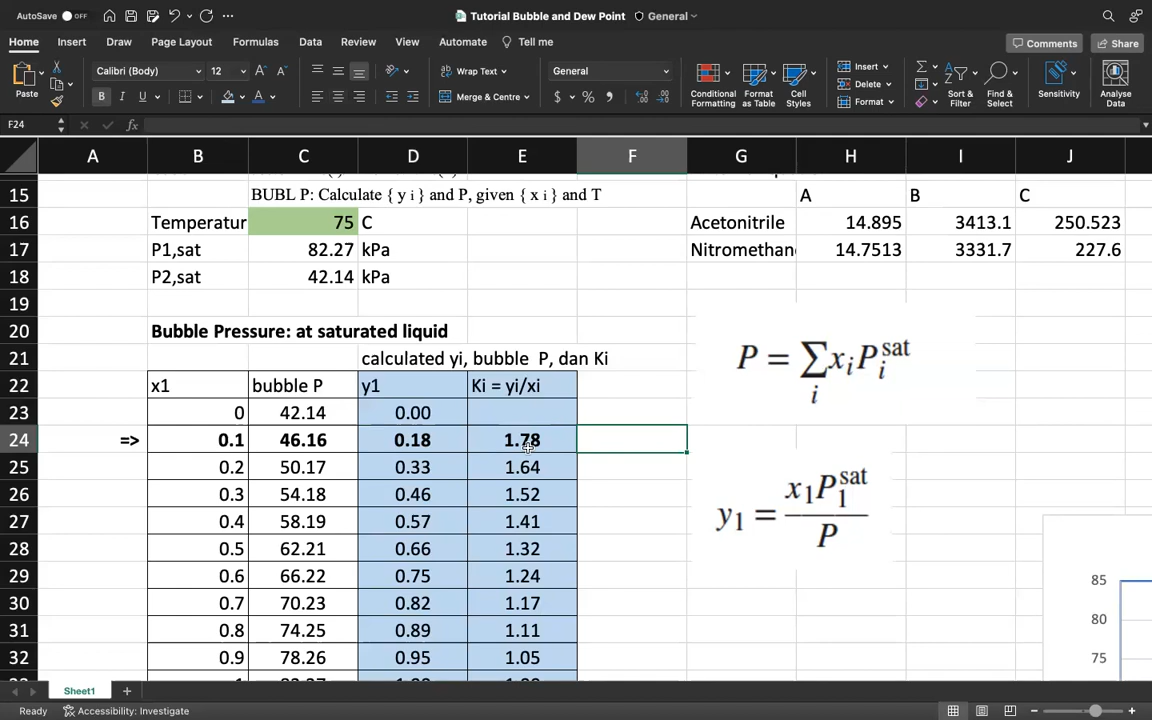 AutoSave OFF Tutorial Bubble and Dew Point General
Home Insert Draw Page Layout Formulas Data Review View Automate Tell me Comments Share
Paste Calibri (Body) 12 A A Wrap Text General Conditional Formatting Format as Table Cell Styles Insert Sort & Filter Find & Select Sensitivity Analyse Data
B I U A Merge & Centre $ % Delete
Format
F24 fx
A B C D E F G H I J
15 BUBL P: Calculate { y i } and P, given { x i } and T A B C
16 Temperatur 75 C Acetonitrile 14.895 3413.1 250.523
17 P1,sat 82.27 kPa Nitromethan 14.7513 3331.7 227.6
18 P2,sat 42.14 kPa
19
20 Bubble Pressure: at saturated liquid
21 calculated yi, bubble P, dan Ki
22 x1 bubble P y1 Ki = yi/xi
23 0 42.14 0.00
24 => 0.1 46.16 0.18 1.78
25 0.2 50.17 0.33 1.64
26 0.3 54.18 0.46 1.52
27 0.4 58.19 0.57 1.41
28 0.5 62.21 0.66 1.32
29 0.6 66.22 0.75 1.24
30 0.7 70.23 0.82 1.17
31 0.8 74.25 0.89 1.11
32 0.9 78.26 0.95 1.05
P = ∑i xiPi^sat
y1 = x1P1^sat / P
85
80
75
Sheet1
Ready Accessibility: Investigate